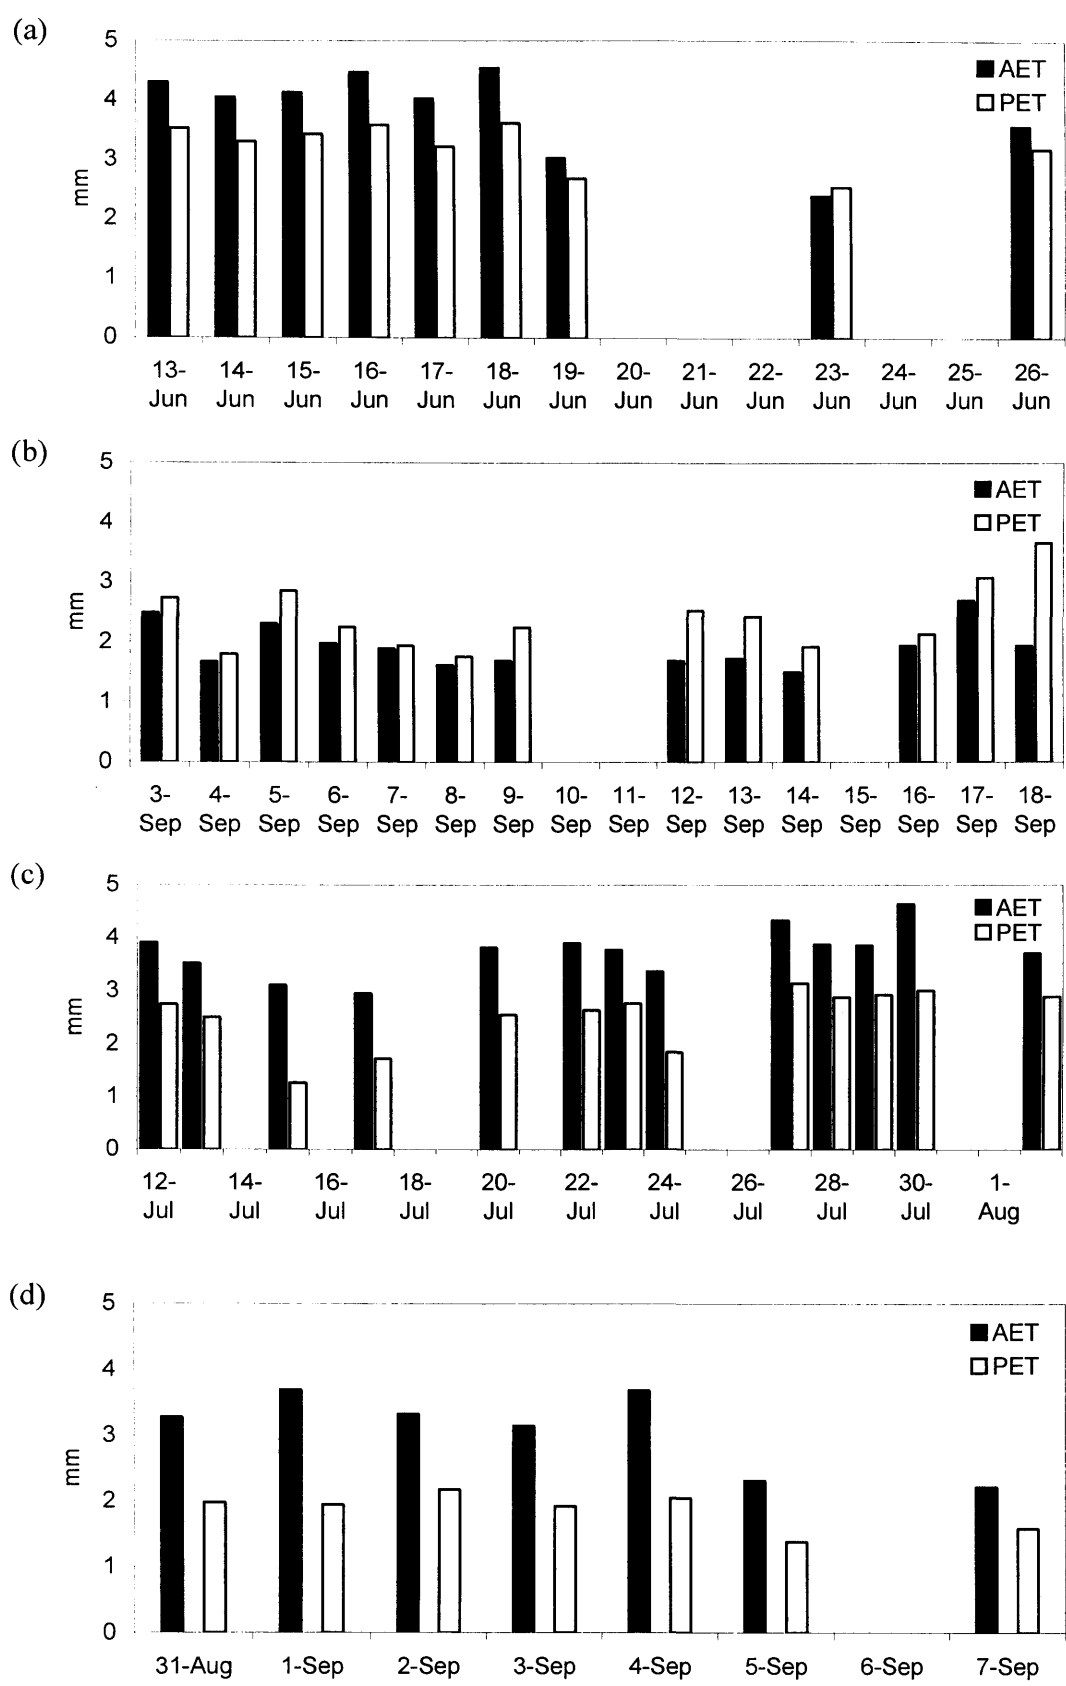 (a)
5
4
3
2
1
0
mm
AET
PET
13- 14- 15- 16- 17- 18- 19- 20- 21- 22- 23- 24- 25- 26-
Jun Jun Jun Jun Jun Jun Jun Jun Jun Jun Jun Jun Jun Jun
(b)
5
4
3
2
1
0
mm
AET
PET
3- 4- 5- 6- 7- 8- 9- 10- 11- 12- 13- 14- 15- 16- 17- 18-
Sep Sep Sep Sep Sep Sep Sep Sep Sep Sep Sep Sep Sep Sep Sep Sep
(c)
5
4
3
2
1
0
mm
AET
PET
12- 14- 16- 18- 20- 22- 24- 26- 28- 30- 1-
Jul Jul Jul Jul Jul Jul Jul Jul Jul Jul Aug
(d)
5
4
3
2
1
0
mm
AET
PET
31-Aug 1-Sep 2-Sep 3-Sep 4-Sep 5-Sep 6-Sep 7-Sep